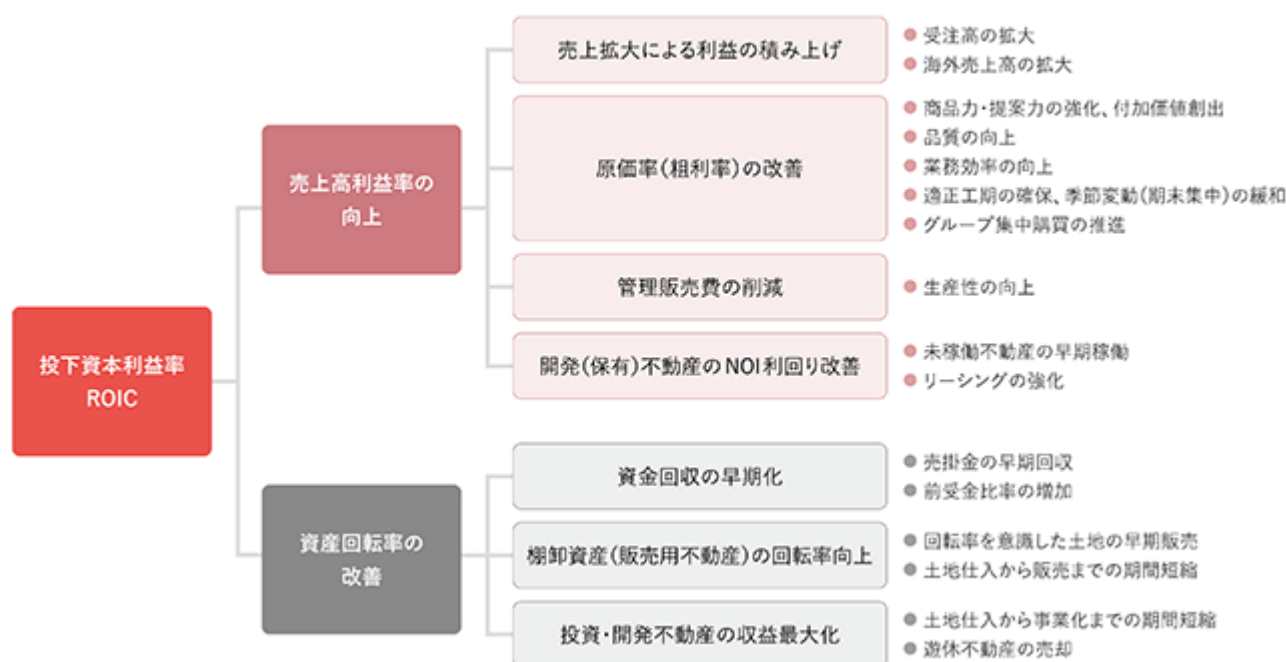 投下資本利益率
ROIC
売上高利益率の
向上
売上拡大による利益の積み上げ
● 受注高の拡大
● 海外売上高の拡大
原価率(粗利率)の改善
● 商品力・提案力の強化、付加価値創出
● 品質の向上
● 業務効率の向上
● 適正工期の確保、季節変動(期末集中)の緩和
● グループ集中購買の推進
管理販売費の削減
● 生産性の向上
開発(保有)不動産のNOI利回り改善
● 未稼働不動産の早期稼働
● リーシングの強化
資産回転率の
改善
資金回収の早期化
● 売掛金の早期回収
● 前受金比率の増加
棚卸資産(販売用不動産)の回転率向上
● 回転率を意識した土地の早期販売
● 土地仕入から販売までの期間短縮
投資・開発不動産の収益最大化
● 土地仕入から事業化までの期間短縮
● 遊休不動産の売却